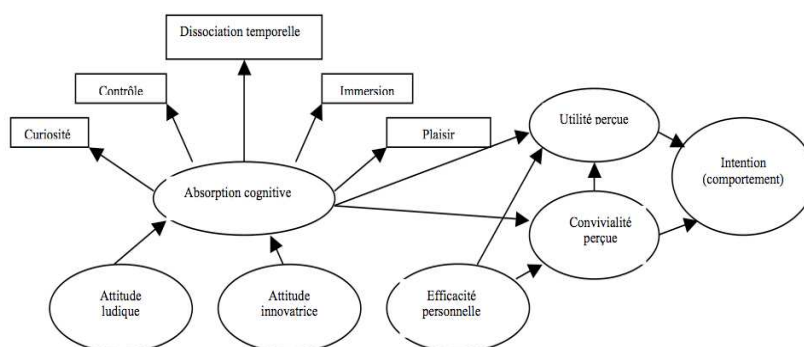 Dissociation temporelle
Contrôle
Immersion
Curiosité
Plaisir
Utilité perçue
Absorption cognitive
Intention
(comportement)
Convivialité
perçue
Attitude
ludique
Attitude
innovatrice
Efficacité
personnelle